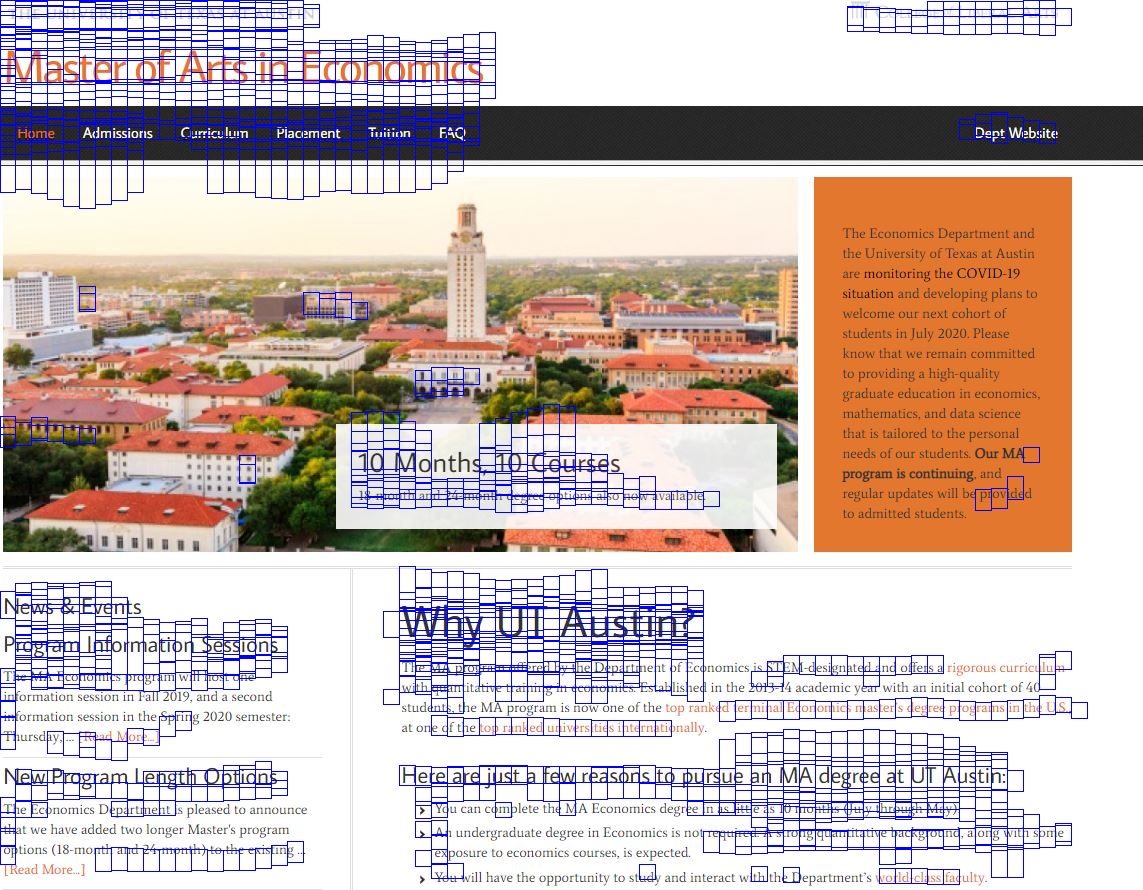 THE UNIVERSITY OF TEXAS AT AUSTIN
Master of Arts in Economics
Home Admissions Curriculum Placement Tuition FAQ Dept Website
10 Months, 10 Courses
18-month and 24-month degree options also now available.
The Economics Department and
the University of Texas at Austin
are monitoring the COVID-19
situation and developing plans to
welcome our next cohort of
students in July 2020. Please
know that we remain committed
to providing a high-quality
graduate education in economics,
mathematics, and data science
that is tailored to the personal
needs of our students. Our MA
program is continuing, and
regular updates will be provided
to admitted students.
News & Events
Program Information Sessions
The MA Economics program will host one
information session in Fall 2019, and a second
information session in the Spring 2020 semester:
Thursday, ... [Read More...]
New Program Length Options
The Economics Department is pleased to announce
that we have added two longer Master's program
options (18-month and 24-month) to the existing ...
[Read More...]
Why UT Austin?
The MA program offered by the Department of Economics is STEM-designated and offers a rigorous curriculum
with quantitative training in economics. Established in the 2013-14 academic year with an initial cohort of 40
students, the MA program is now one of the top ranked terminal Economics master's degree programs in the U.S.,
at one of the top ranked universities internationally.
Here are just a few reasons to pursue an MA degree at UT Austin:
You can complete the MA Economics degree in as little as 10 months (July through May).
An undergraduate degree in Economics is not required. A strong quantitative background, along with some
exposure to economics courses, is expected.
You will have the opportunity to study and interact with the Department's world-class faculty.